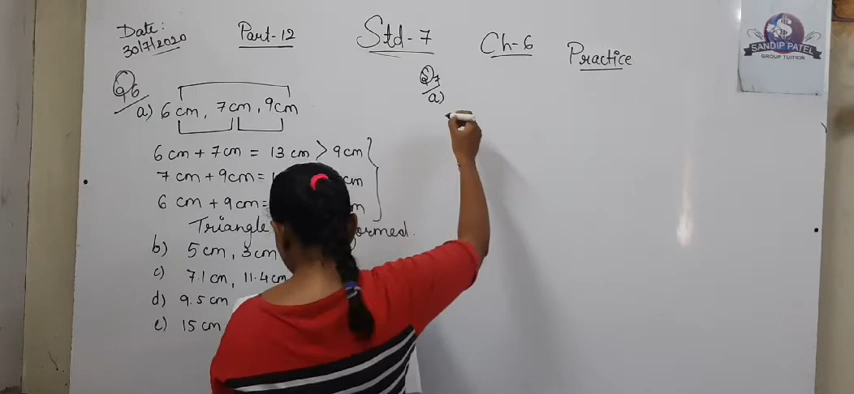 Date: 30/7/2020
Part-12
Std-7
Ch-6
Practice
SANDIP PATEL
GROUP TUITION
Q6
a) 6 cm, 7 cm, 9 cm
6 cm + 7 cm = 13 cm > 9 cm
7 cm + 9 cm =
6 cm + 9 cm =
Triangle
b) 5 cm, 3 cm
c) 7.1 cm, 11.4 cm
d) 9.5 cm
e) 15 cm
Q7
a)